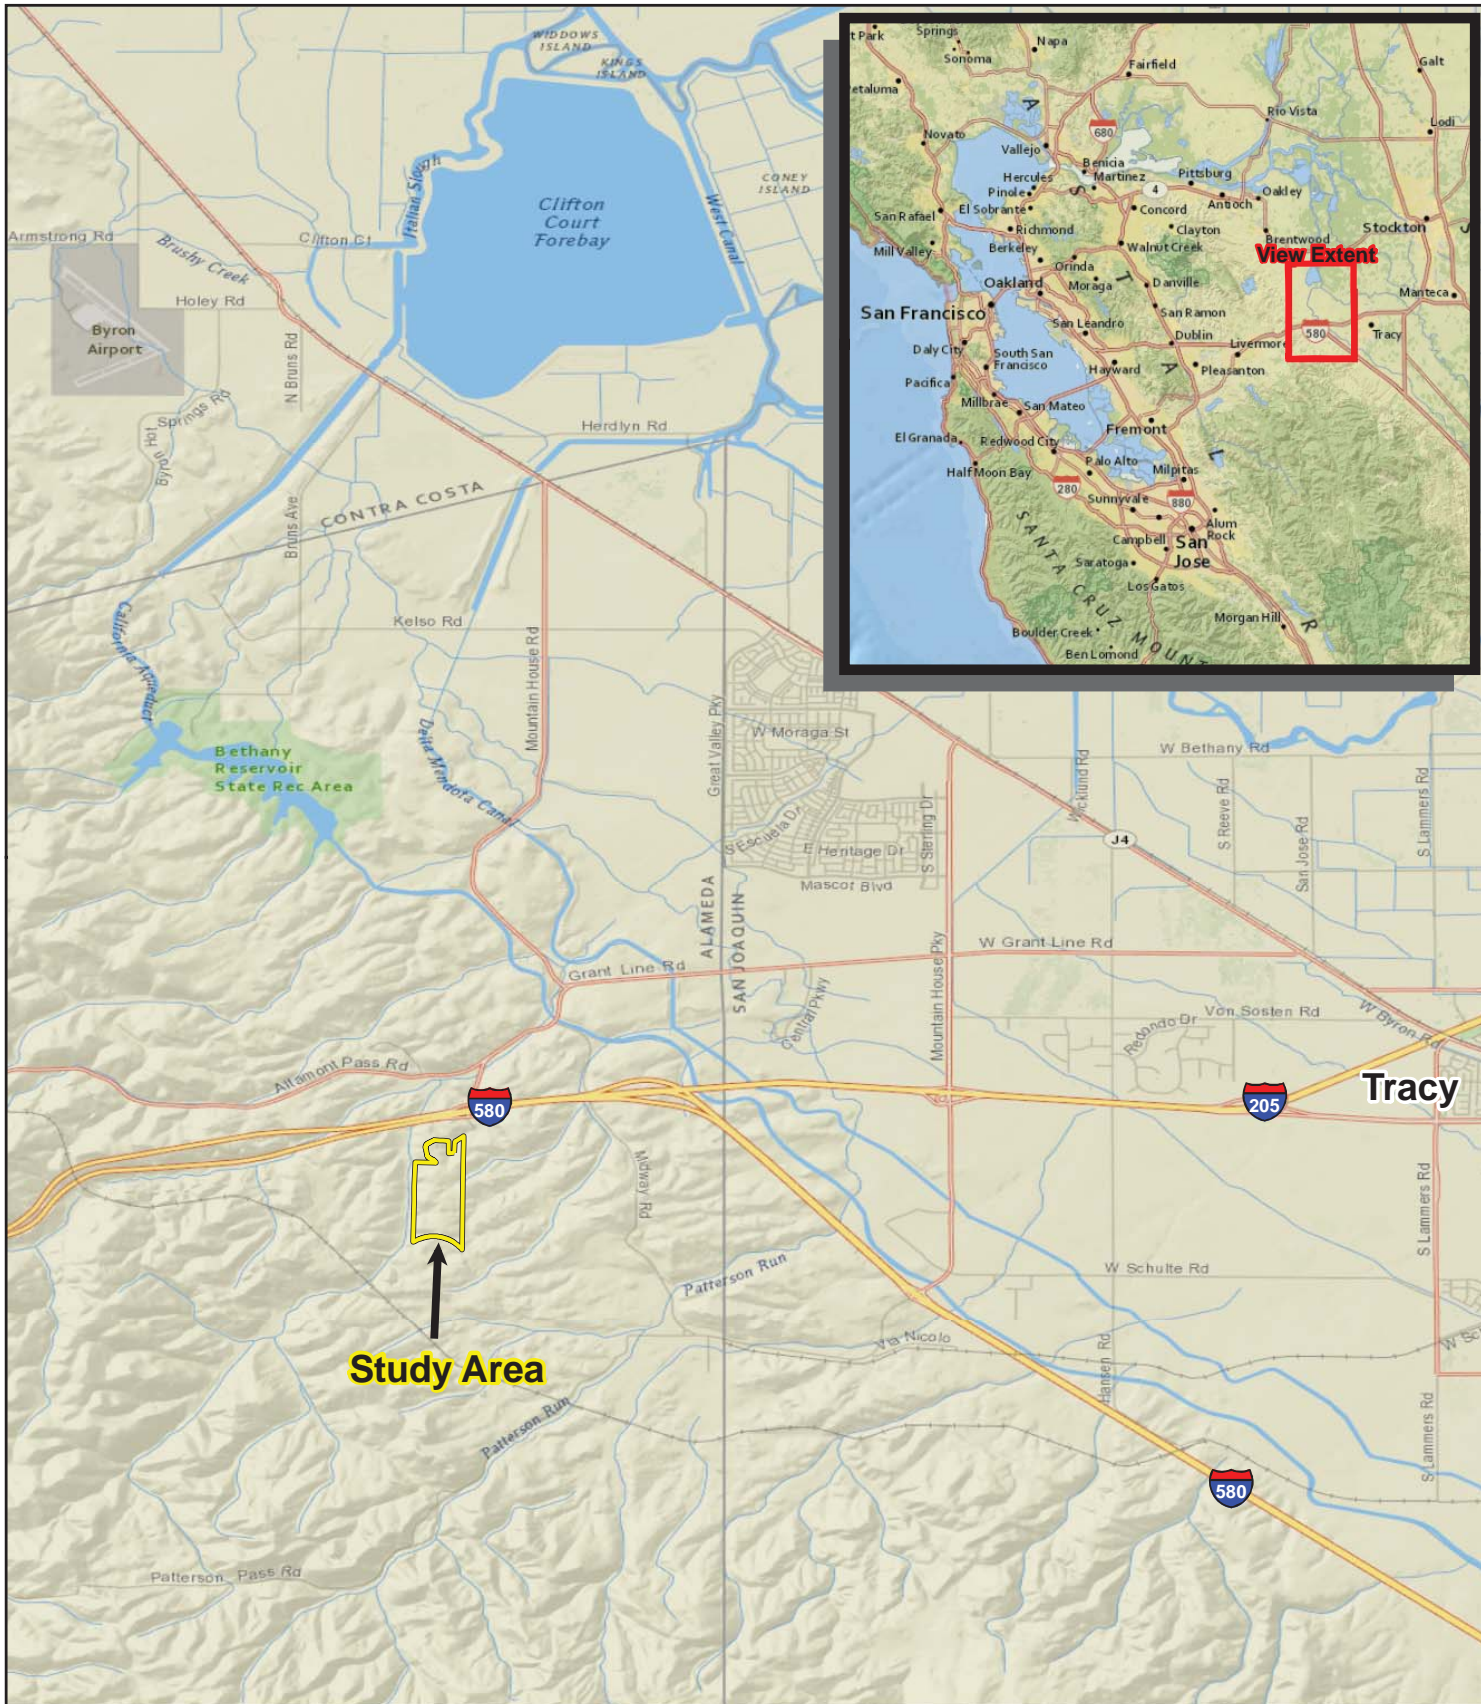 WIDDOWS
ISLAND
KINGS
ISLAND
CONEY
ISLAND
Italian Slough
Clifton
Court
Forebay
West Canal
Armstrong Rd
Brushy Creek
Clifton Ct
Holey Rd
Byron
Airport
N Bruns Rd
Byron Hot
Springs Rd
Herdlyn Rd
CONTRA COSTA
Bruns Ave
California Aqueduct
Kelso Rd
Mountain House Rd
Delta Mendota Canal
Bethany
Reservoir
State Rec Area
Great Valley Pky
W Moraga St
S Escuela Dr
E Heritage Dr
S Sterling Dr
Mascot Blvd
Wicklund Rd
W Bethany Rd
S Reeve Rd
San Jose Rd
S Lammers Rd
J4
ALAMEDA
SAN JOAQUIN
Grant Line Rd
W Grant Line Rd
Mountain House Pky
Central Pkwy
Redondo Dr
Von Sosten Rd
W Byron Rd
Altamont Pass Rd
580
205
Tracy
Midway Rd
S Lammers Rd
Patterson Run
W Schulte Rd
Via Nicolo
W Sc
Hansen Rd
Study Area
Patterson Run
S Lammers Rd
580
Patterson Pass Rd
t Park
Springs
Sonoma
Napa
Fairfield
Galt
etaluma
Rio Vista
Lodi
Novato
680
Vallejo
Benicia
Hercules
Martinez
Pittsburg
Pinole
4
Oakley
San Rafael
El Sobrante
Concord
Antioch
Richmond
Clayton
Stockton
Mill Valley
Berkeley
Walnut Creek
Brentwood
View Extent
Orinda
Oakland
Moraga
Danville
Manteca
San Francisco
San Ramon
San Leandro
580
Tracy
Daly City
South San
Francisco
Dublin
Livermore
Pacifica
Hayward
Pleasanton
Millbrae
San Mateo
El Granada
Redwood City
Fremont
Half Moon Bay
Palo Alto
Milpitas
280
Sunnyvale
880
Alum
Rock
Campbell
San
Jose
Saratoga
Los Gatos
Morgan Hill
Boulder Creek
Ben Lomond
SANTA CRUZ MOUNT
A
S
T
A
L
R
S